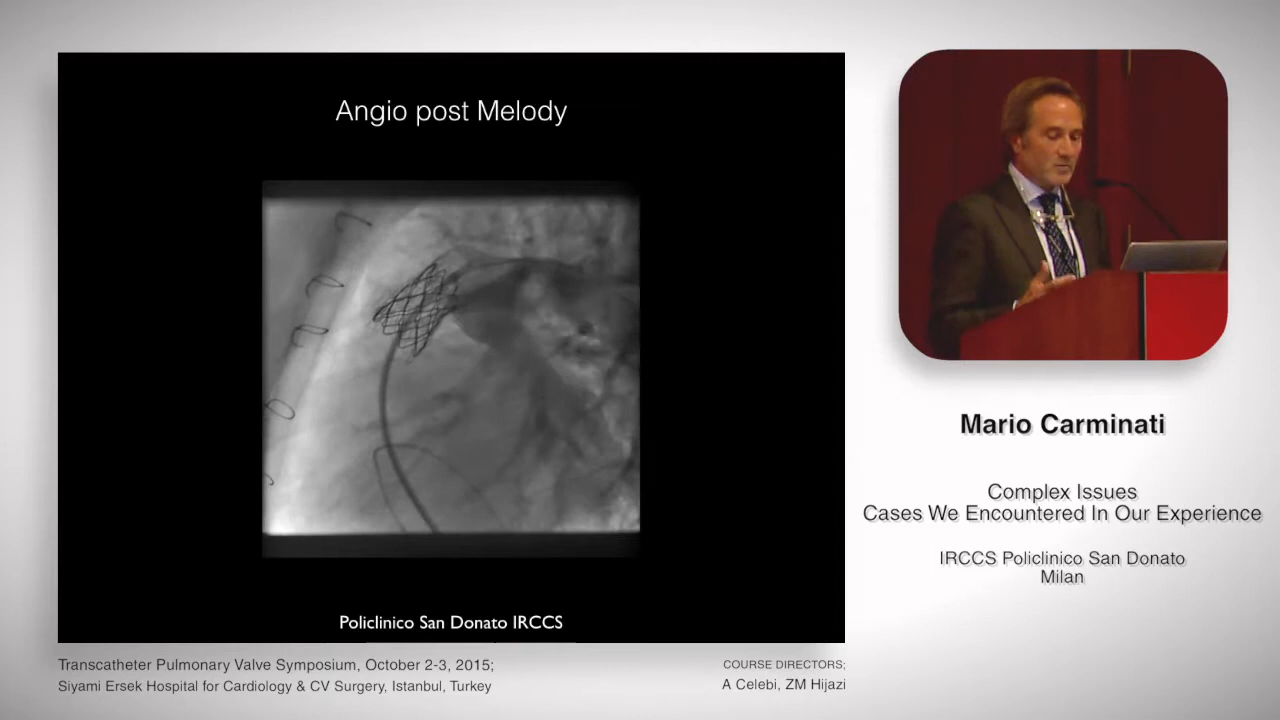 Angio post Melody
Policlinico San Donato IRCCS
Transcatheter Pulmonary Valve Symposium, October 2-3, 2015;
Siyami Ersek Hospital for Cardiology & CV Surgery, Istanbul, Turkey
COURSE DIRECTORS;
A Celebi, ZM Hijazi
Mario Carminati
Complex Issues
Cases We Encountered In Our Experience
IRCCS Policlinico San Donato
Milan